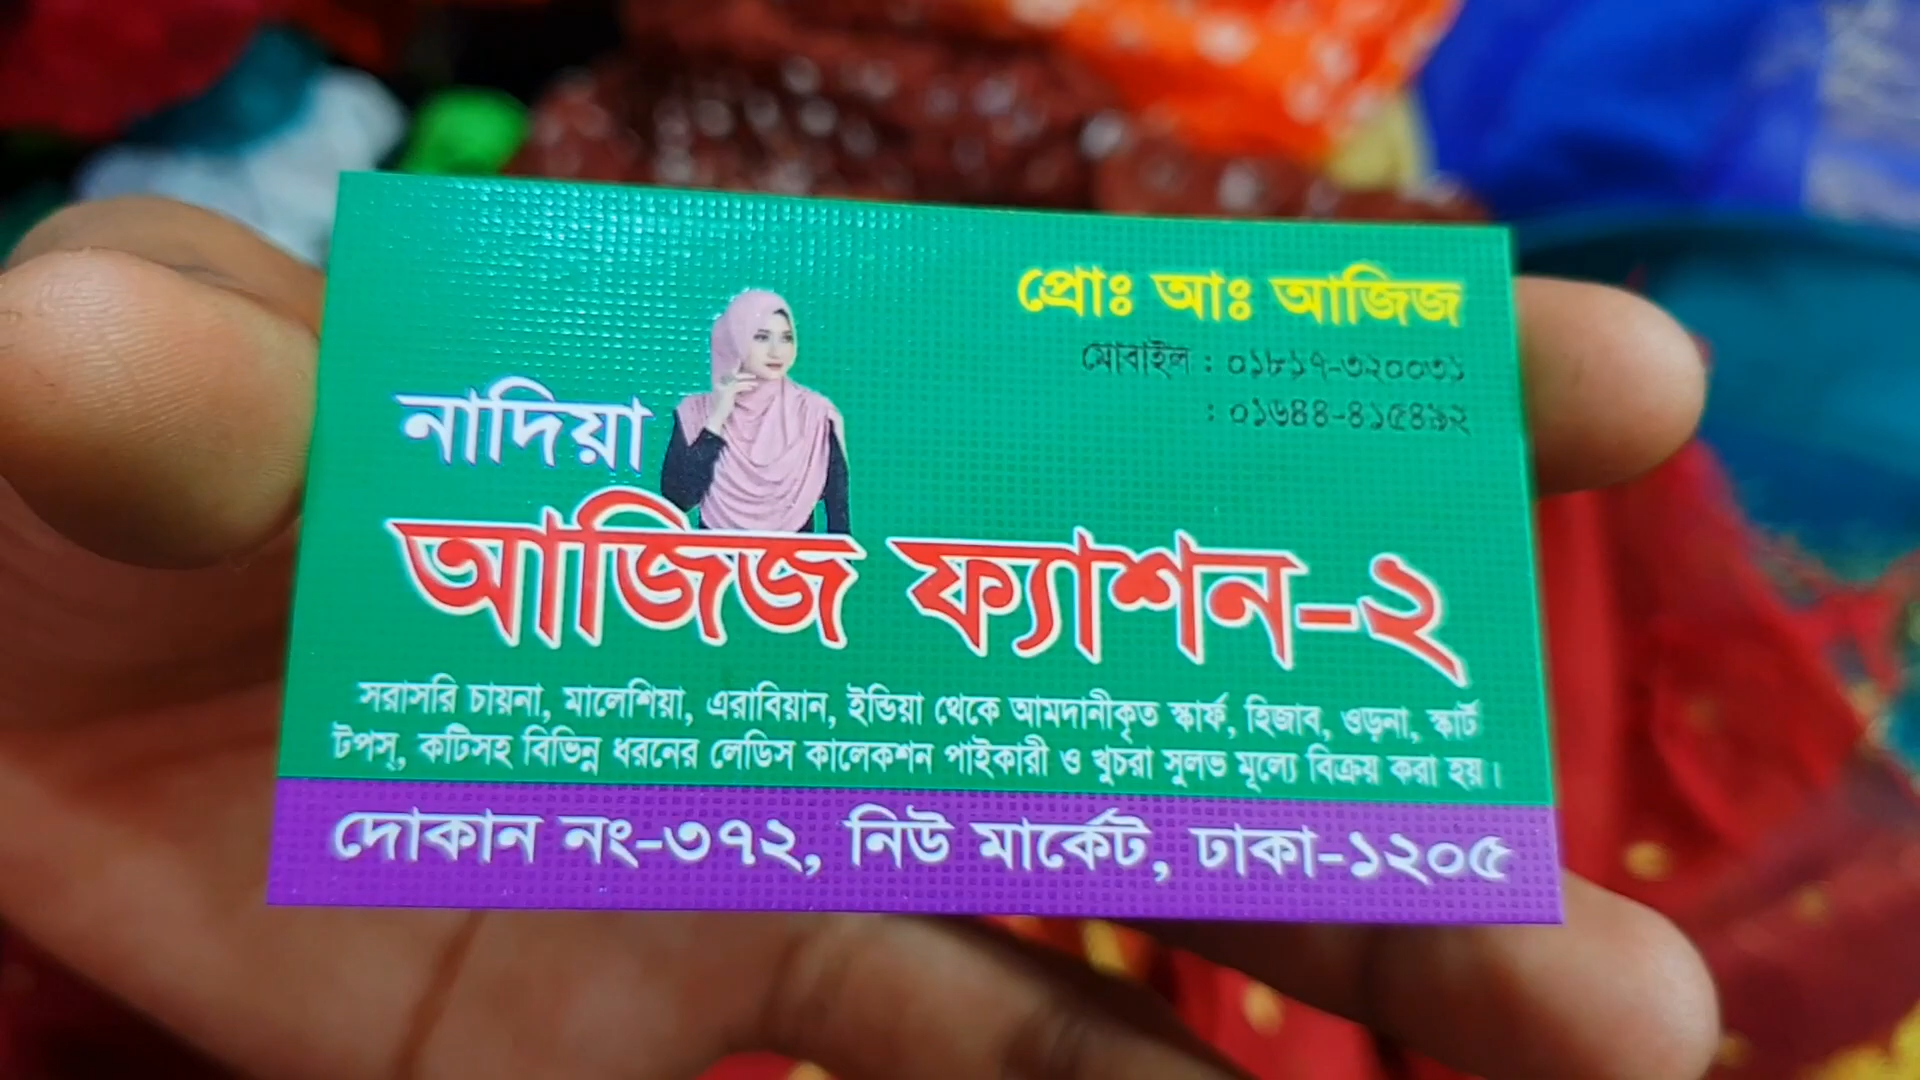 প্রোঃ আঃ আজিজ
মোবাইল : ০১৮১৭-৩২০০৩১
: ০১৬৪৪-৪১৫৪৯২
নাদিয়া
আজিজ ফ্যাশন-২
সরাসরি চায়না, মালেশিয়া, এরাবিয়ান, ইন্ডিয়া থেকে আমদানীকৃত স্কার্ফ, হিজাব, ওড়না, স্কার্ট
টপস্, কটিসহ বিভিন্ন ধরনের লেডিস কালেকশন পাইকারী ও খুচরা সুলভ মূল্যে বিক্রয় করা হয়।
দোকান নং-৩৭২, নিউ মার্কেট, ঢাকা-১২০৫